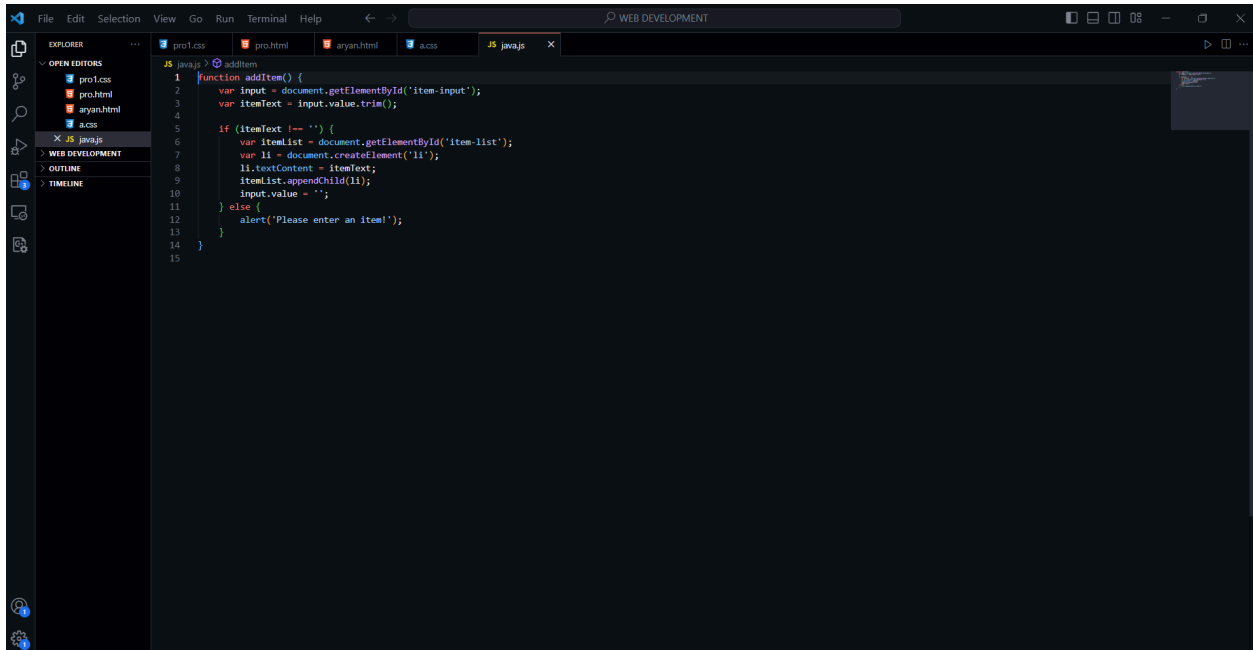 File Edit Selection View Go Run Terminal Help WEB DEVELOPMENT
EXPLORER
OPEN EDITORS
pro1.css
pro.html
aryan.html
a.css
JS java.js
WEB DEVELOPMENT
OUTLINE
TIMELINE
3
1
1
pro1.css pro.html aryan.html a.css JS java.js
JS java.js > addItem
1 function addItem() {
2 var input = document.getElementById('item-input');
3 var itemText = input.value.trim();
4
5 if (itemText !== '') {
6 var itemList = document.getElementById('item-list');
7 var li = document.createElement('li');
8 li.textContent = itemText;
9 itemList.appendChild(li);
10 input.value = '';
11 } else {
12 alert('Please enter an item!');
13 }
14 }
15